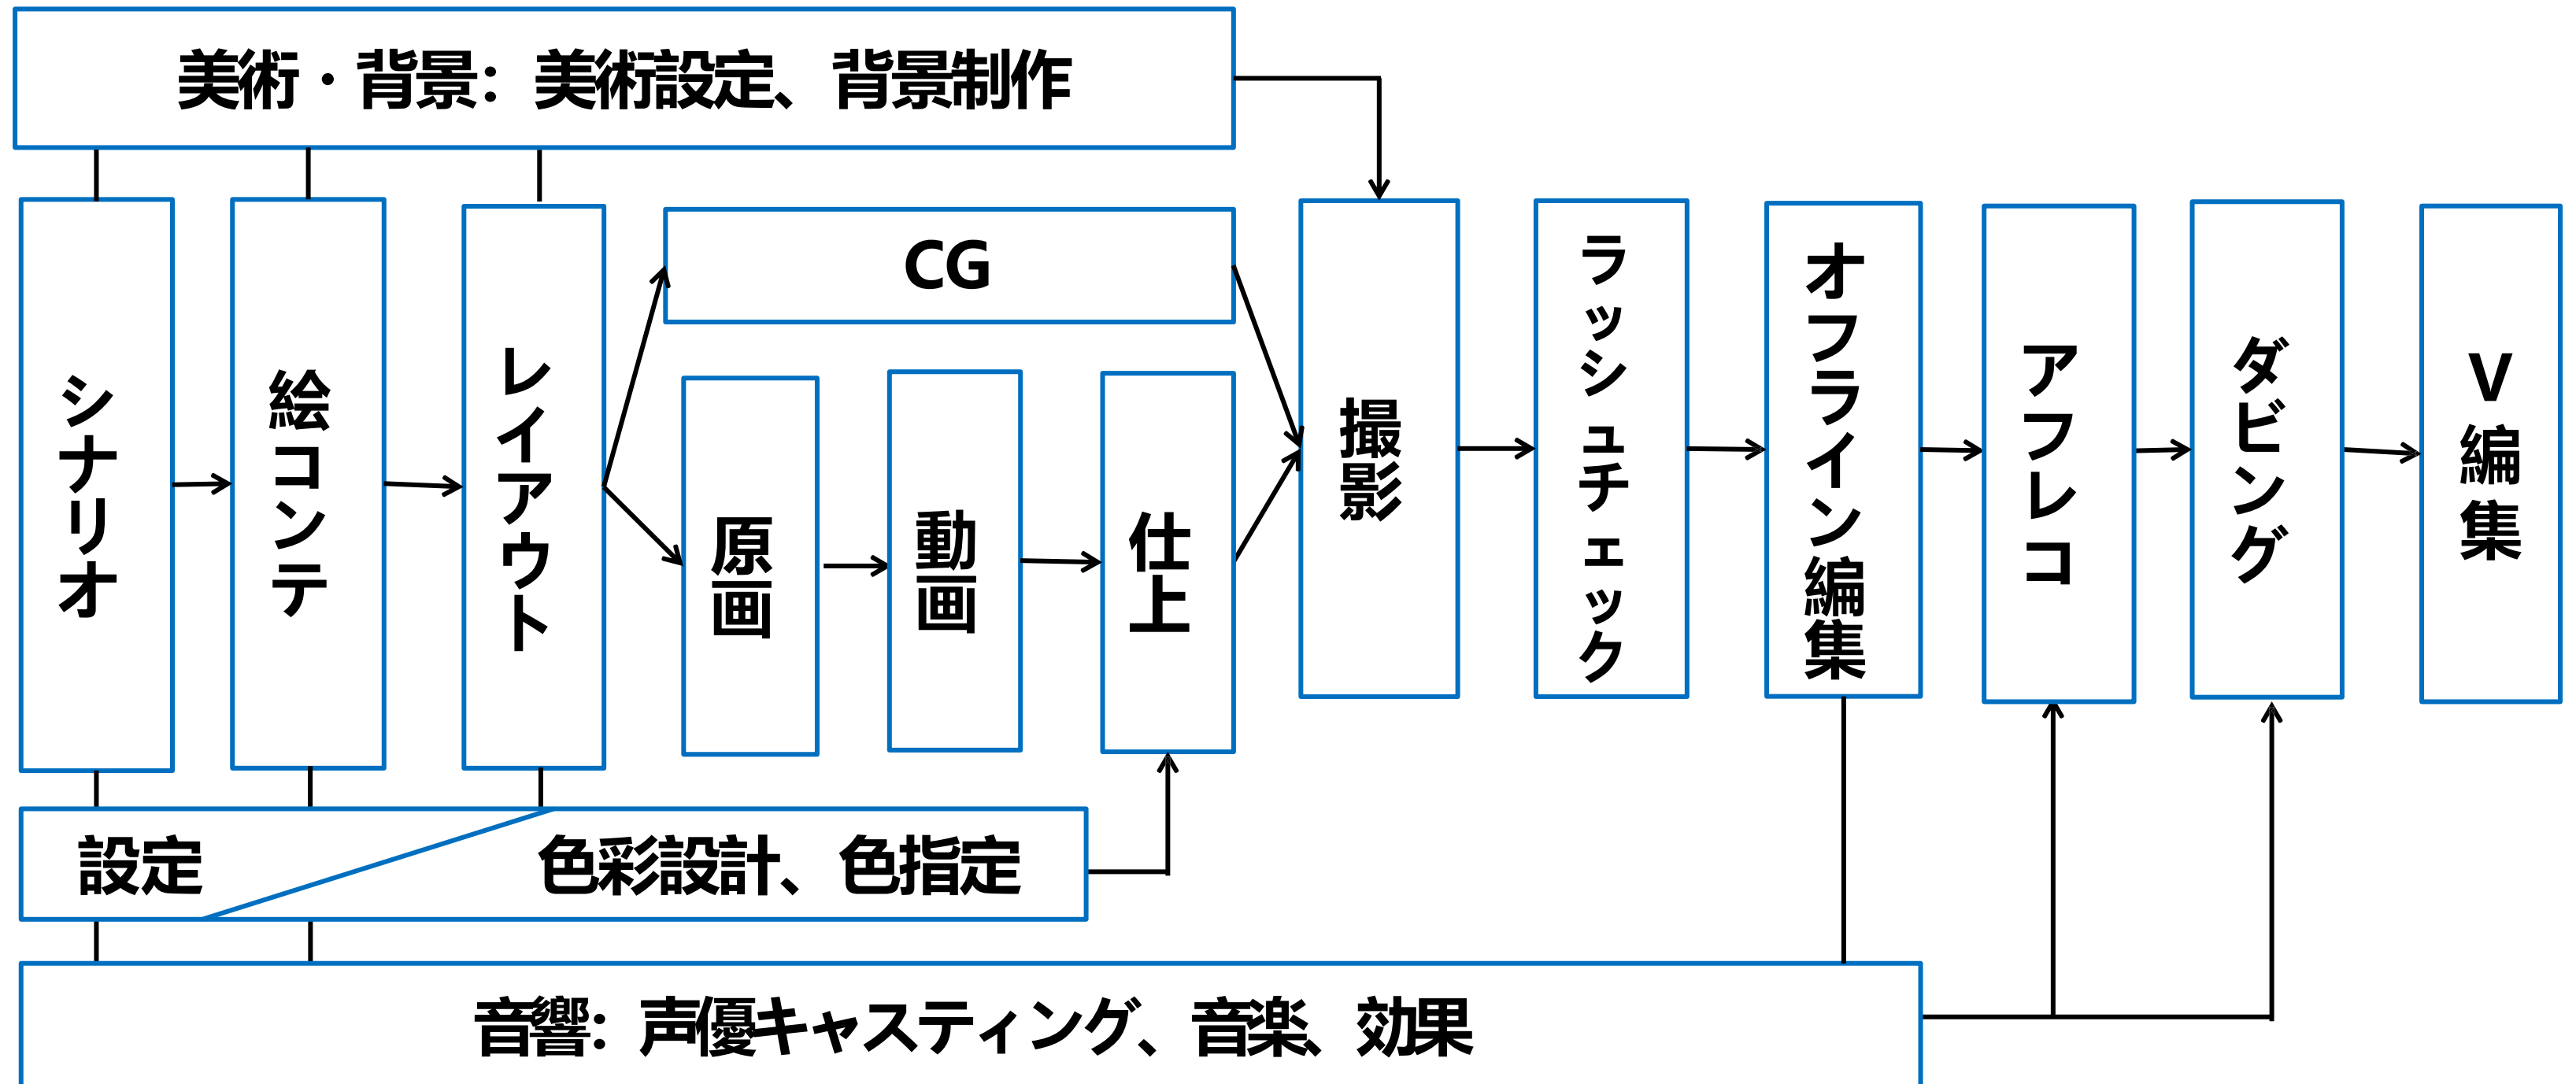 美術・背景：美術設定、背景制作
シナリオ
絵コンテ
レイアウト
CG
原画
動画
仕上
撮影
ラッシュチェック
オフライン編集
アフレコ
ダビング
V編集
設定
色彩設計、色指定
音響：声優キャスティング、音楽、効果